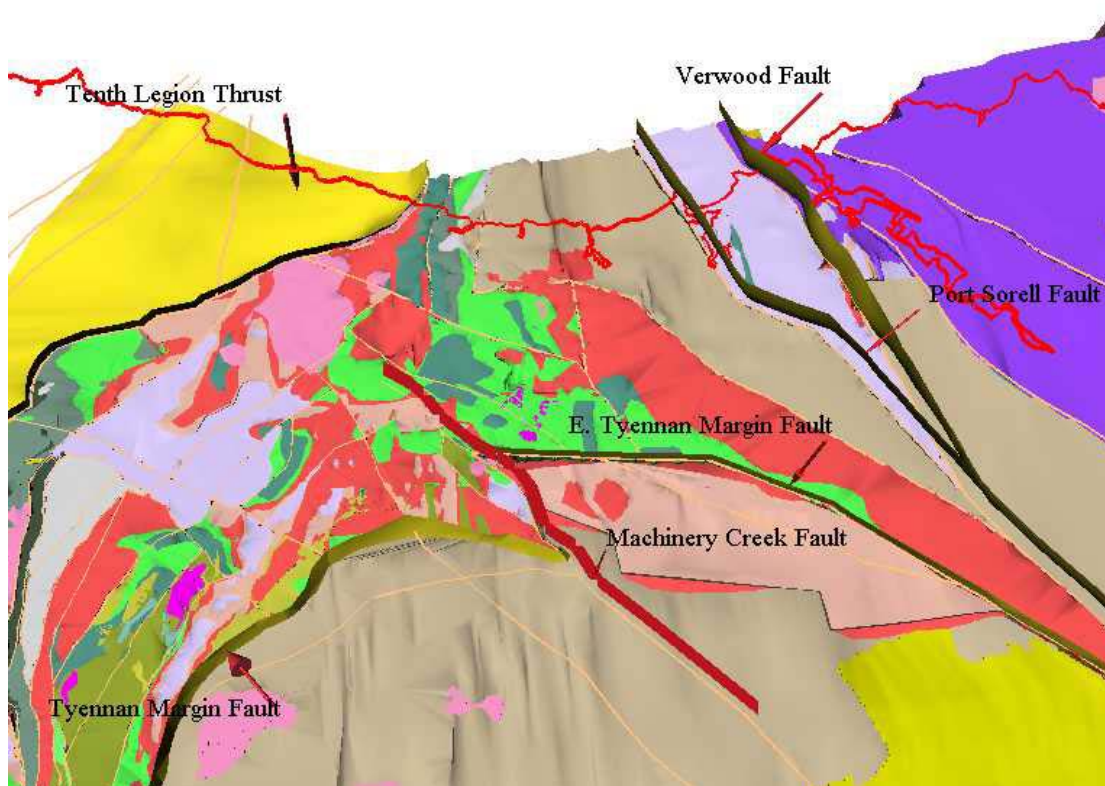 Verwood Fault
Tenth Legion Thrust
Port Sorell Fault
E. Tyennan Margin Fault
Machinery Creek Fault
Tyennan Margin Fault